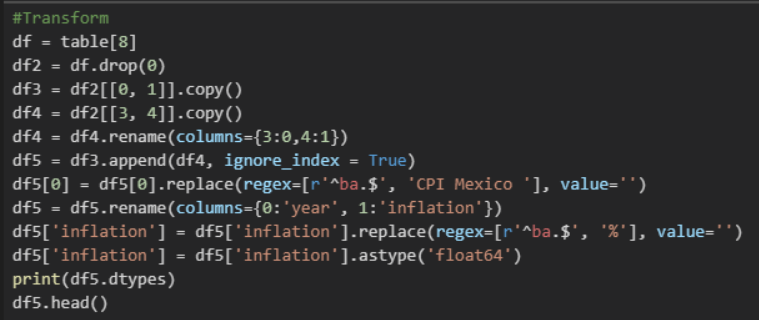 #Transform
df = table[8]
df2 = df.drop(0)
df3 = df2[[0, 1]].copy()
df4 = df2[[3, 4]].copy()
df4 = df4.rename(columns={3:0,4:1})
df5 = df3.append(df4, ignore_index = True)
df5[0] = df5[0].replace(regex=[r'^ba.$', 'CPI Mexico '], value='')
df5 = df5.rename(columns={0:'year', 1:'inflation'})
df5['inflation'] = df5['inflation'].replace(regex=[r'^ba.$', '%'], value='')
df5['inflation'] = df5['inflation'].astype('float64')
print(df5.dtypes)
df5.head()